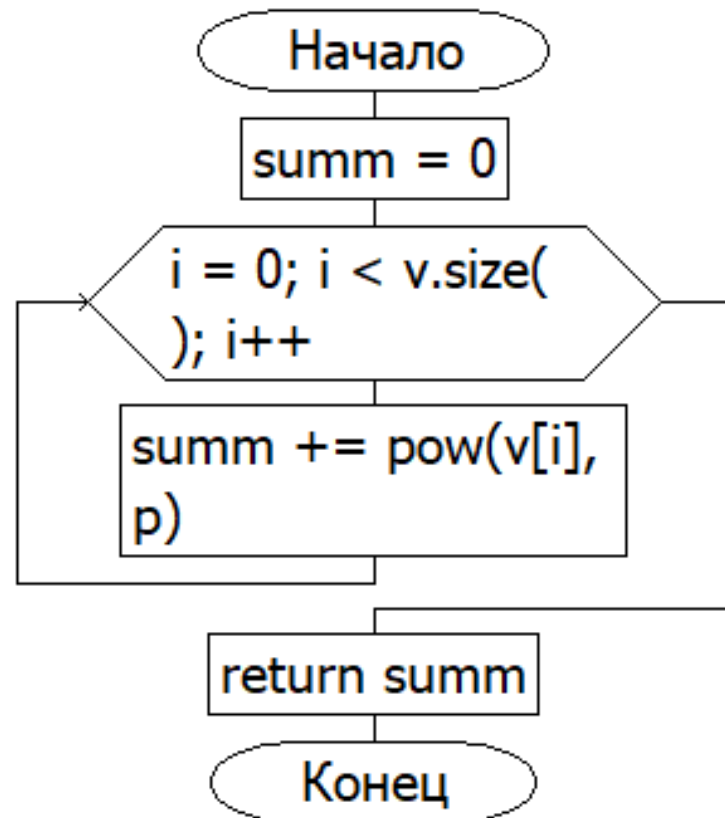 Начало
summ = 0
i = 0; i < v.size(
); i++
summ += pow(v[i],
p)
return summ
Конец